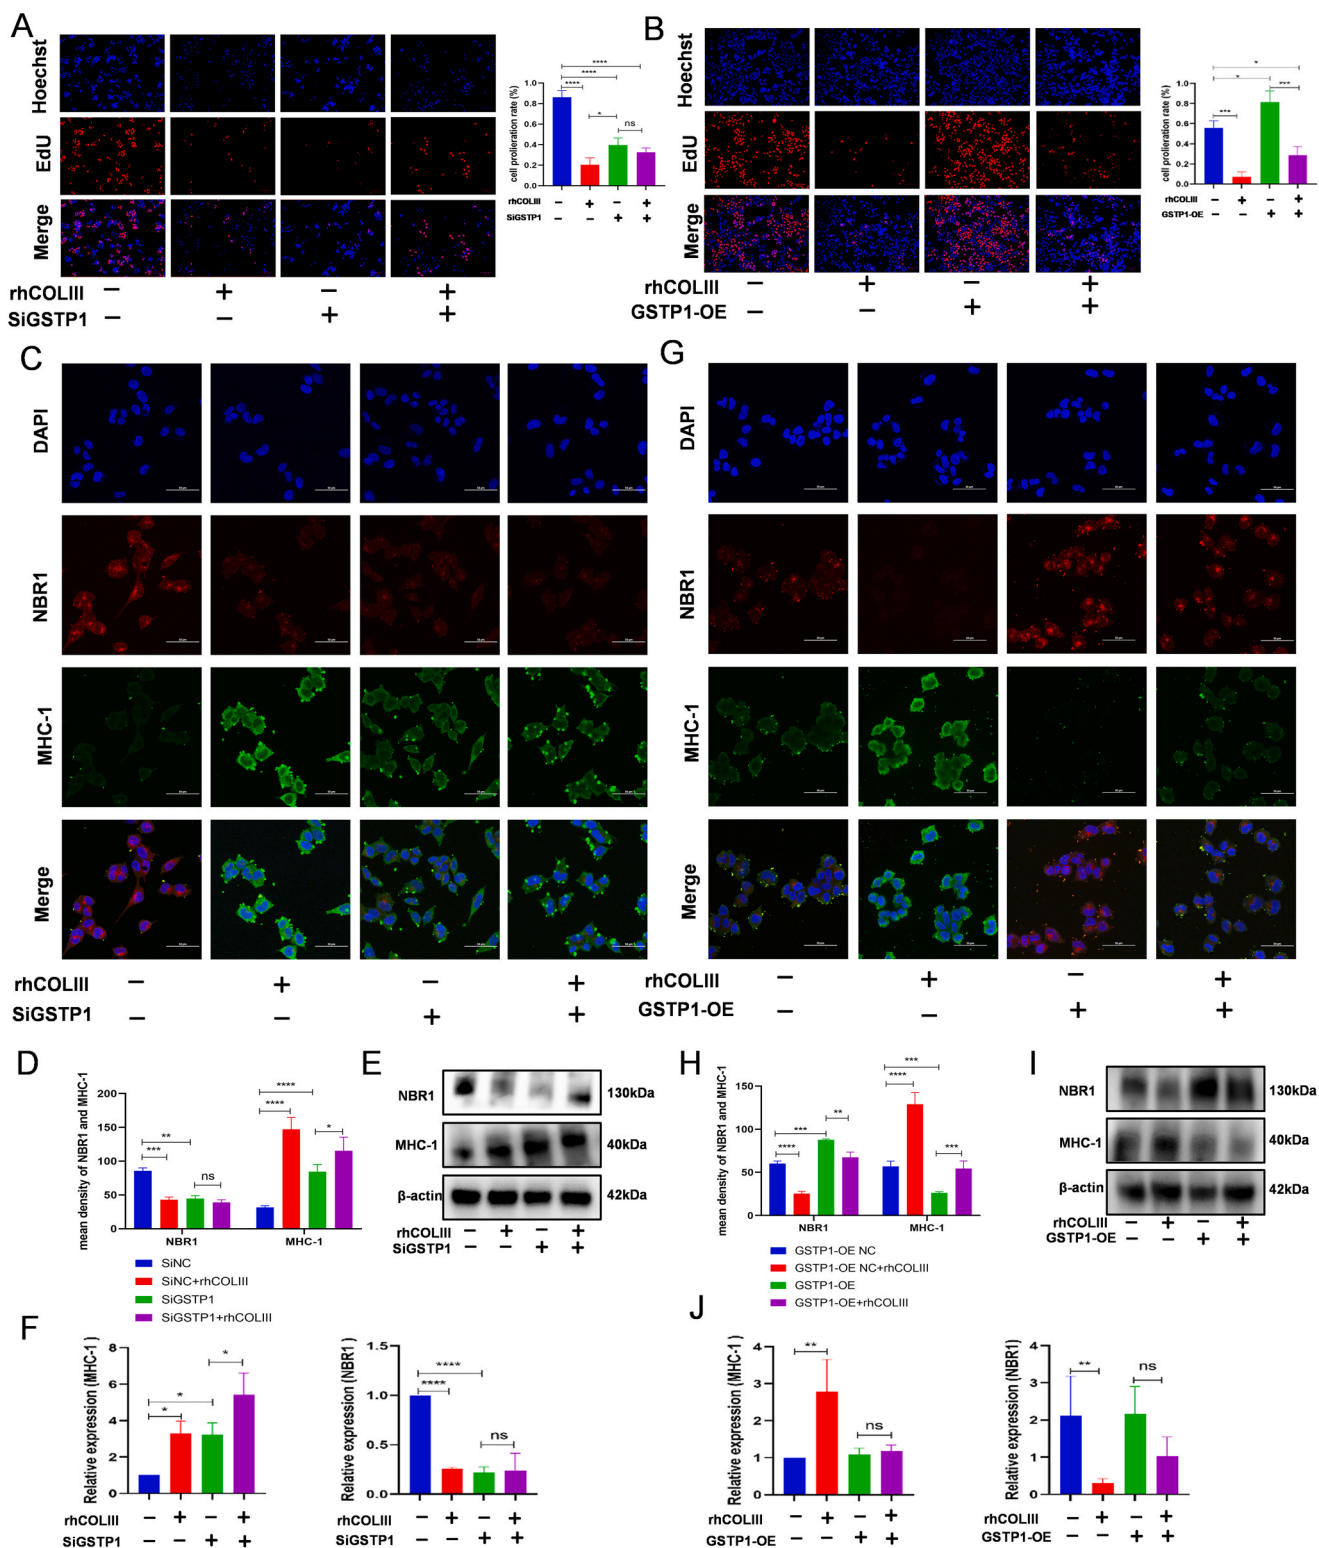 A
Hoechst
EdU
Merge
rhCOLIII − + − +
SiGSTP1 − − + +
cell prolieration rate (%)
1.0
0.8
0.6
0.4
0.2
0.0
****
****
**** * ns
rhCOLIII − + − +
SiGSTP1 − − + +
B
Hoechst
EdU
Merge
rhCOLIII − + − +
GSTP1-OE − − + +
cell prolieration rate (%)
1.0
0.8
0.6
0.4
0.2
0.0
*
*
*** ***
rhCOLIII − + − +
GSTP1-OE − − + +
C
DAPI
NBR1
MHC-1
Merge
rhCOLIII − + − +
SiGSTP1 − − + +
G
DAPI
NBR1
MHC-1
Merge
rhCOLIII − + − +
GSTP1-OE − − + +
D
mean density of NBR1 and MHC-1
200
150
100
50
0
**
***
ns
****
****
*
NBR1 MHC-1
SiNC
SiNC+rhCOLIII
SiGSTP1
SiGSTP1+rhCOLIII
E
NBR1 130kDa
MHC-1 40kDa
β-actin 42kDa
rhCOLIII − + − +
SiGSTP1 − − + +
H
mean density of NBR1 and MHC-1
150
100
50
0
***
****
**
***
****
***
NBR1 MHC-1
GSTP1-OE NC
GSTP1-OE NC+rhCOLIII
GSTP1-OE
GSTP1-OE+rhCOLIII
I
NBR1 130kDa
MHC-1 40kDa
β-actin 42kDa
rhCOLIII − + − +
GSTP1-OE − − + +
F
Relative expression (MHC-1 )
8
6
4
2
0
*
*
*
rhCOLIII − + − +
SiGSTP1 − − + +
Relative expression (NBR1)
1.5
1.0
0.5
0.0
****
****
ns
rhCOLIII − + − +
SiGSTP1 − − + +
J
Relative expression (MHC-1 )
4
3
2
1
0
**
ns
rhCOLIII − + − +
GSTP1-OE − − + +
Relative expression (NBR1)
4
3
2
1
0
**
ns
rhCOLIII − + − +
GSTP1-OE − − + +